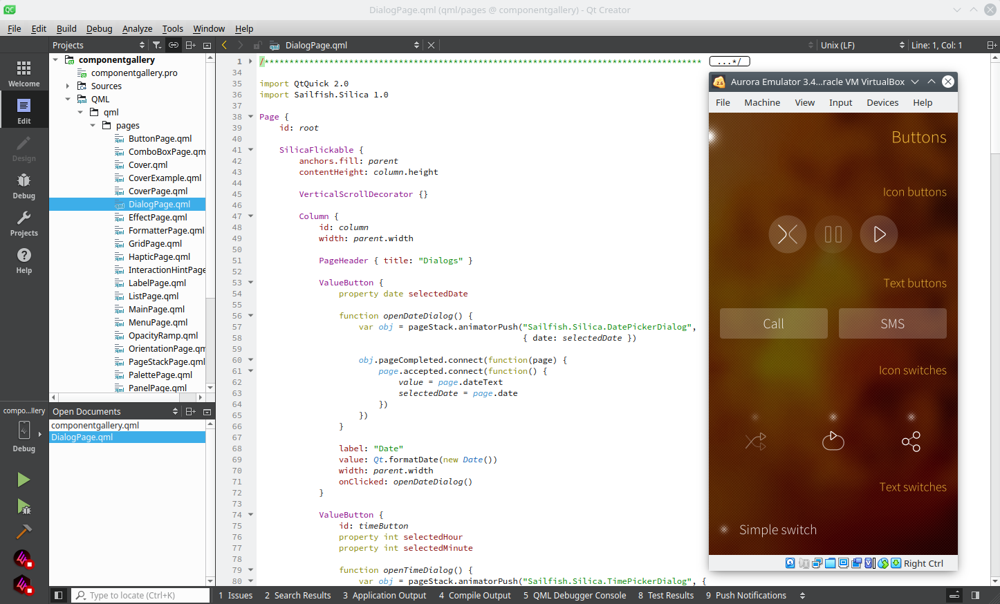 DialogPage.qml (qml/pages @ componentgallery) - Qt Creator
File Edit Build Debug Analyze Tools Window Help
Projects
DialogPage.qml
Unix (LF)
Line: 1, Col: 1
Welcome
Edit
Design
Debug
Projects
Help
compo...llery
Debug
componentgallery
componentgallery.pro
Sources
QML
qml
pages
ButtonPage.qml
ComboBoxPage.qm
Cover.qml
CoverExample.qml
CoverPage.qml
DialogPage.qml
EffectPage.qml
FormatterPage.qml
GridPage.qml
HapticPage.qml
InteractionHintPage
LabelPage.qml
ListPage.qml
MainPage.qml
MenuPage.qml
OpacityRamp.qml
OrientationPage.qm
PageStackPage.qml
PalettePage.qml
PanelPage.qml
Open Documents
componentgallery.qml
DialogPage.qml
1 /**************************************************************************************** ...*/
34
35 import QtQuick 2.0
36 import Sailfish.Silica 1.0
37
38 Page {
39 id: root
40
41 SilicaFlickable {
42 anchors.fill: parent
43 contentHeight: column.height
44
45 VerticalScrollDecorator {}
46
47 Column {
48 id: column
49 width: parent.width
50
51 PageHeader { title: "Dialogs" }
52
53 ValueButton {
54 property date selectedDate
55
56 function openDateDialog() {
57 var obj = pageStack.animatorPush("Sailfish.Silica.DatePickerDialog",
58 { date: selectedDate })
59
60 obj.pageCompleted.connect(function(page) {
61 page.accepted.connect(function() {
62 value = page.dateText
63 selectedDate = page.date
64 })
65 })
66 }
67
68 label: "Date"
69 value: Qt.formatDate(new Date())
70 width: parent.width
71 onClicked: openDateDialog()
72 }
73
74 ValueButton {
75 id: timeButton
76 property int selectedHour
77 property int selectedMinute
78
79 function openTimeDialog() {
80 var obj = pageStack.animatorPush("Sailfish.Silica.TimePickerDialog", {
2.6
Aurora Emulator 3.4...racle VM VirtualBox
File Machine View Input Devices Help
Buttons
Icon buttons
Text buttons
Call
SMS
Icon switches
Text switches
Simple switch
Right Ctrl
Type to locate (Ctrl+K)
1 Issues 2 Search Results 3 Application Output 4 Compile Output 5 QML Debugger Console 8 Test Results 9 Push Notifications